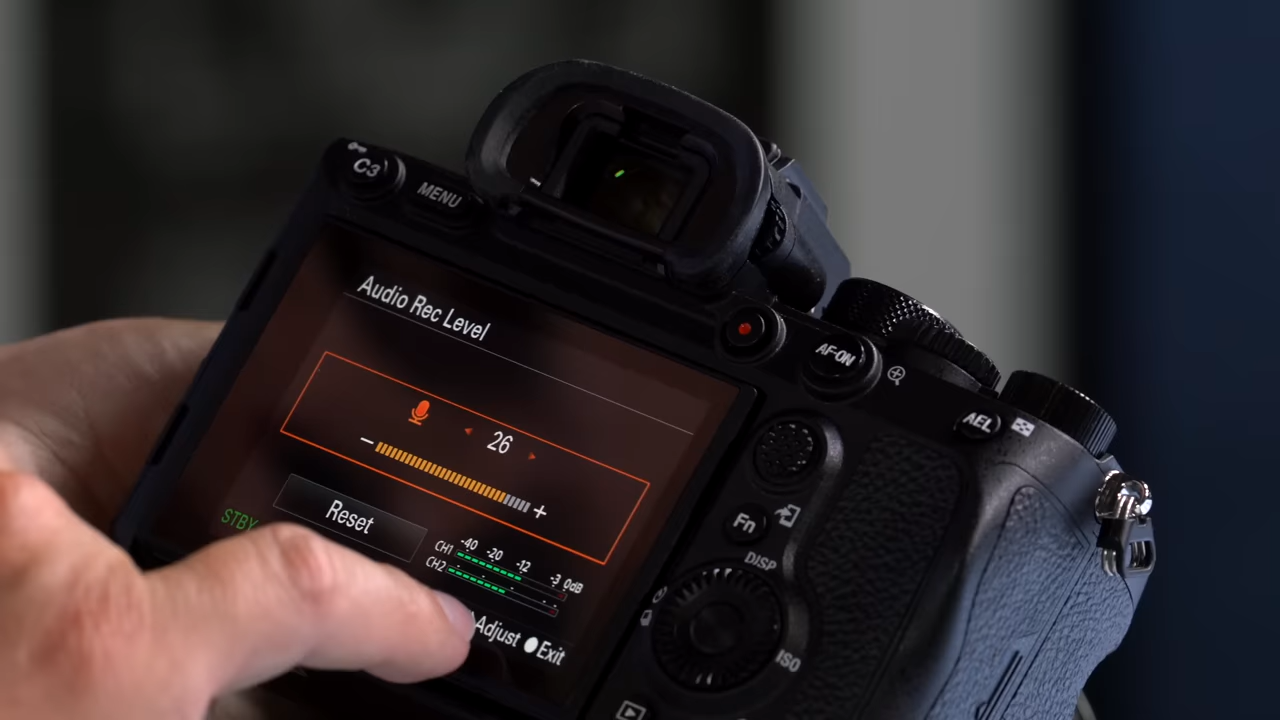 C3
MENU
Audio Rec Level
26
− +
Reset
STBY
-40 -20 -12 -3 0dB
CH1
CH2
Adjust Exit
AF-ON
AEL
Fn
DISP
ISO